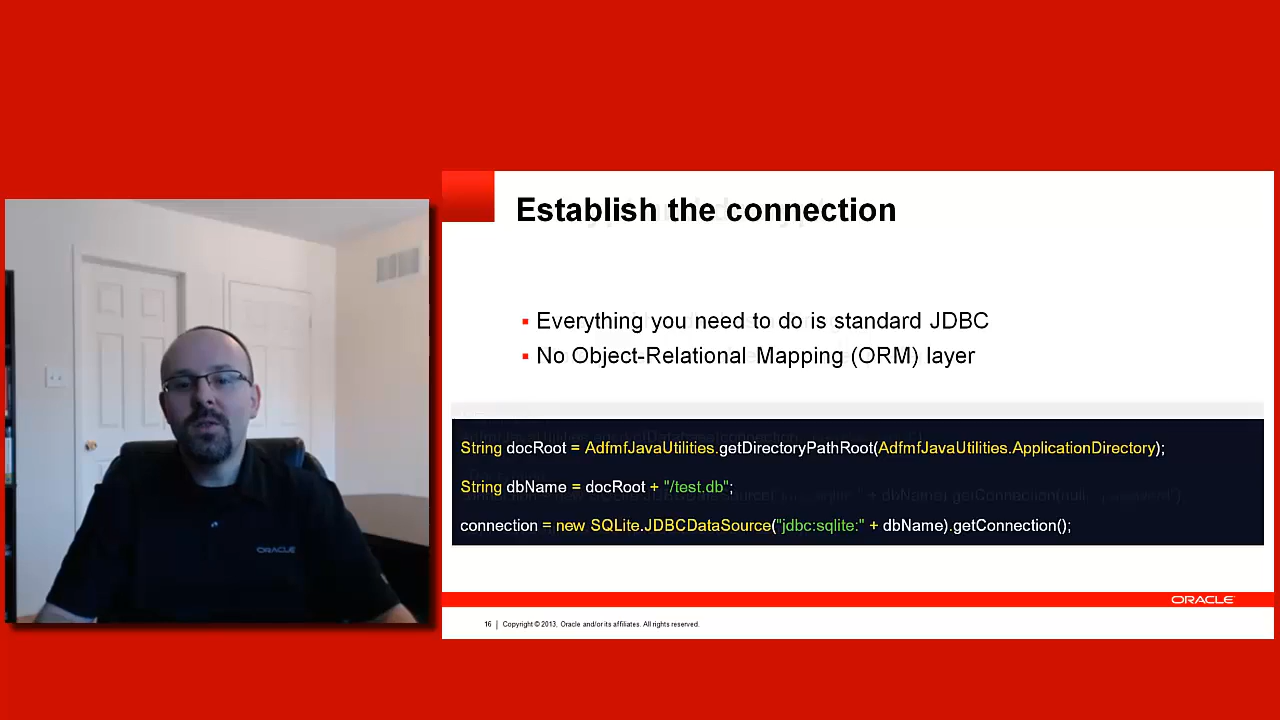 Establish the connection
Everything you need to do is standard JDBC
No Object-Relational Mapping (ORM) layer
String docRoot = AdfmfJavaUtilities.getDirectoryPathRoot(AdfmfJavaUtilities.ApplicationDirectory);
String dbName = docRoot + "/test.db";
connection = new SQLite.JDBCDataSource("jdbc:sqlite:" + dbName).getConnection();
ORACLE
ORACLE
16 | Copyright © 2013, Oracle and/or its affiliates. All rights reserved.